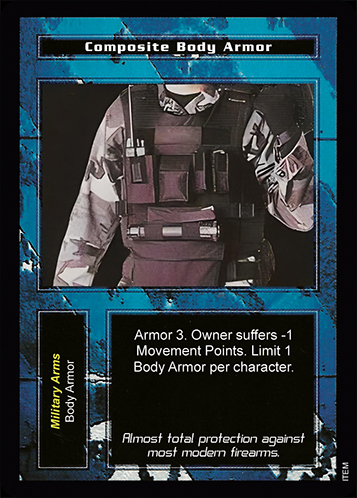 Composite Body Armor
Military Arms
Body Armor
Armor 3. Owner suffers -1
Movement Points. Limit 1
Body Armor per character.
Almost total protection against
most modern firearms.
ITEM